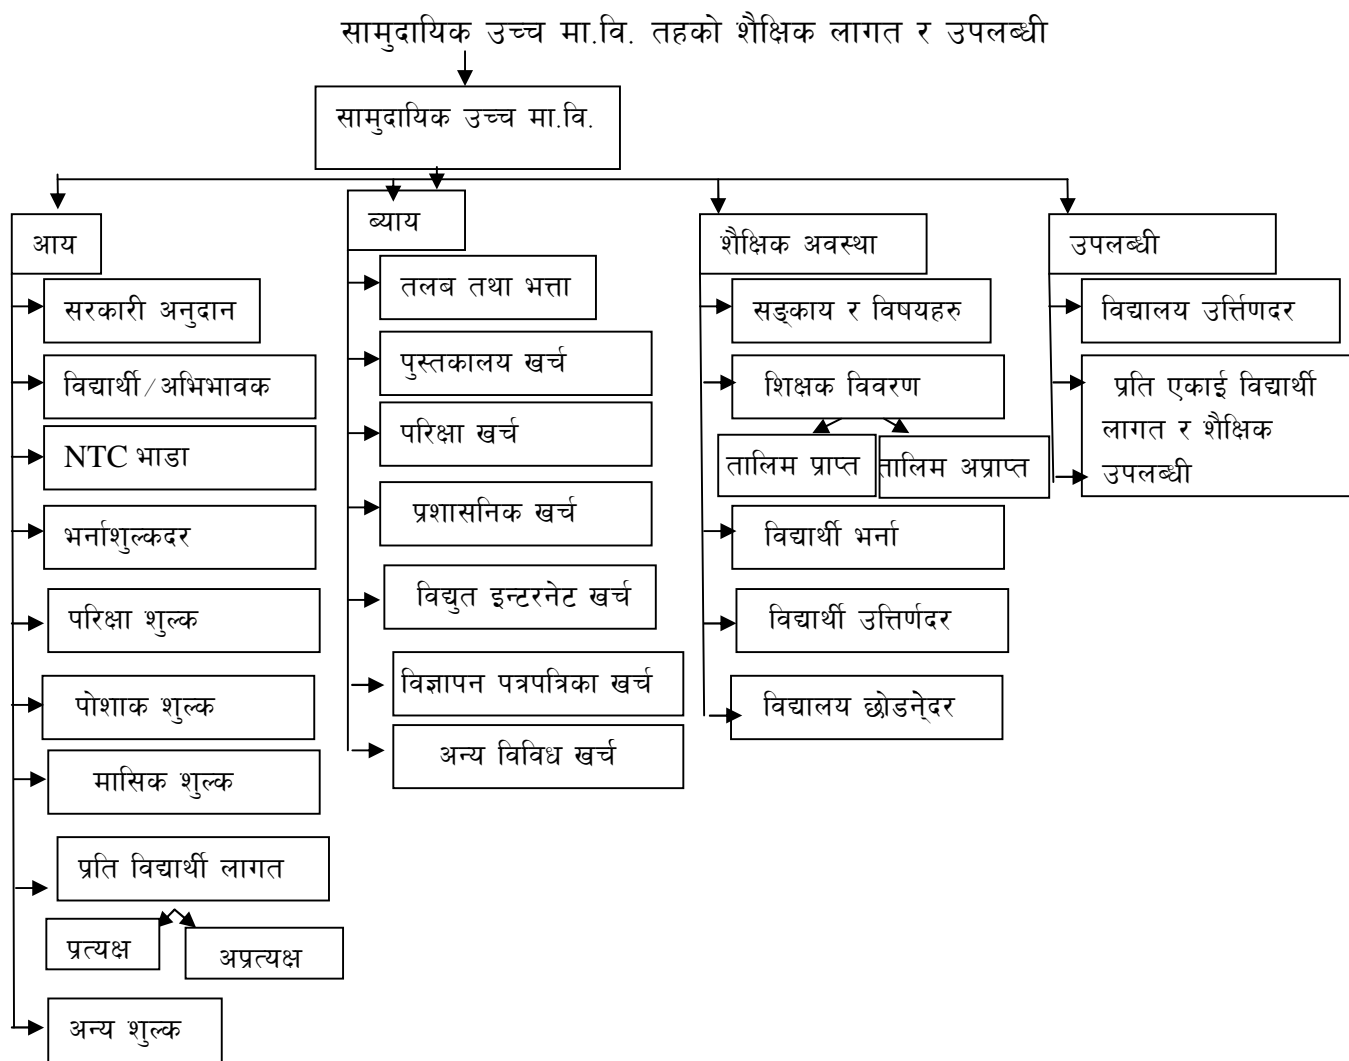 सामुदायिक उच्च मा.वि. तहको शैक्षिक लागत र उपलब्धी
सामुदायिक उच्च मा.वि.
आय
सरकारी अनुदान
विद्यार्थी/अभिभावक
NTC भाडा
भर्नाशुल्कदर
परिक्षा शुल्क
पोशाक शुल्क
मासिक शुल्क
प्रति विद्यार्थी लागत
प्रत्यक्ष
अप्रत्यक्ष
अन्य शुल्क
ब्याय
तलब तथा भत्ता
पुस्तकालय खर्च
परिक्षा खर्च
प्रशासनिक खर्च
विद्युत इन्टरनेट खर्च
विज्ञापन पत्रपत्रिका खर्च
अन्य विविध खर्च
शैक्षिक अवस्था
सङ्काय र विषयहरु
शिक्षक विवरण
तालिम प्राप्त
तालिम अप्राप्त
विद्यार्थी भर्ना
विद्यार्थी उत्तिर्णदर
विद्यालय छोडने्दर
उपलब्धी
विद्यालय उर्त्तिणदर
प्रति एकाई विद्यार्थी
लागत र शैक्षिक
उपलब्धी